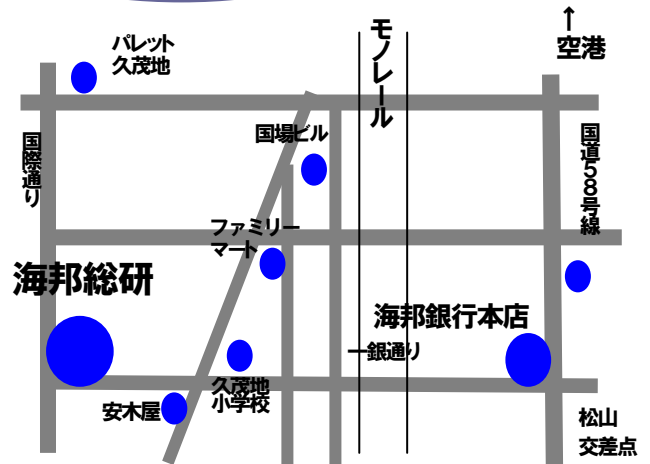 ↑
空港
パレット
久茂地
モノレール
国際通り
国場ビル
国道58号線
ファミリー
マート
海邦総研
海邦銀行本店
一銀通り
久茂地
小学校
安木屋
松山
交差点